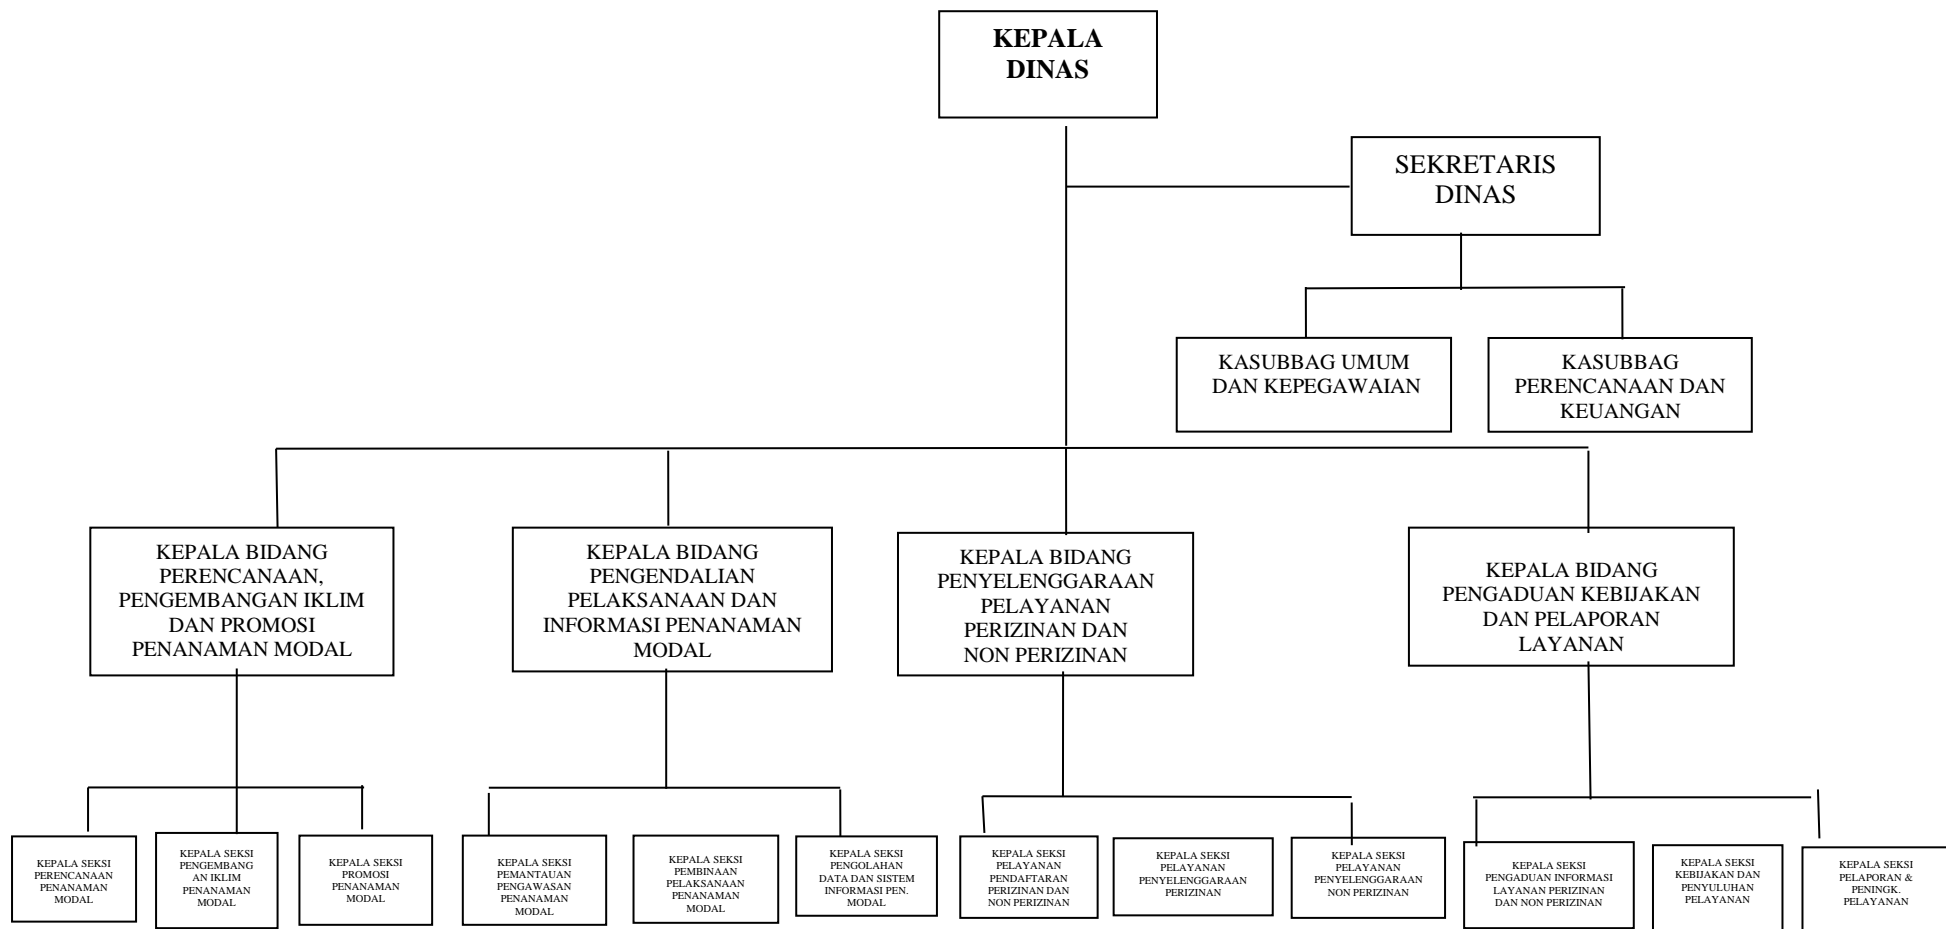 KEPALA
DINAS
SEKRETARIS
DINAS
KASUBBAG UMUM
DAN KEPEGAWAIAN
KASUBBAG
PERENCANAAN DAN
KEUANGAN
KEPALA BIDANG
PERENCANAAN,
PENGEMBANGAN IKLIM
DAN PROMOSI
PENANAMAN MODAL
KEPALA BIDANG
PENGENDALIAN
PELAKSANAAN DAN
INFORMASI PENANAMAN
MODAL
KEPALA BIDANG
PENYELENGGARAAN
PELAYANAN
PERIZINAN DAN
NON PERIZINAN
KEPALA BIDANG
PENGADUAN KEBIJAKAN
DAN PELAPORAN
LAYANAN
KEPALA SEKSI
PERENCANAAN
PENANAMAN
MODAL
KEPALA SEKSI
PENGEMBANG
AN IKLIM
PENANAMAN
MODAL
KEPALA SEKSI
PROMOSI
PENANAMAN
MODAL
KEPALA SEKSI
PEMANTAUAN
PENGAWASAN
PENANAMAN
MODAL
KEPALA SEKSI
PEMBINAAN
PELAKSANAAN
PENANAMAN
MODAL
KEPALA SEKSI
PENGOLAHAN
DATA DAN SISTEM
INFORMASI PEN.
MODAL
KEPALA SEKSI
PELAYANAN
PENDAFTARAN
PERIZINAN DAN
NON PERIZINAN
KEPALA SEKSI
PELAYANAN
PENYELENGGARAAN
PERIZINAN
KEPALA SEKSI
PELAYANAN
PENYELENGGARAAN
NON PERIZINAN
KEPALA SEKSI
PENGADUAN INFORMASI
LAYANAN PERIZINAN
DAN NON PERIZINAN
KEPALA SEKSI
KEBIJAKAN DAN
PENYULUHAN
PELAYANAN
KEPALA SEKSI
PELAPORAN &
PENINGK.
PELAYANAN